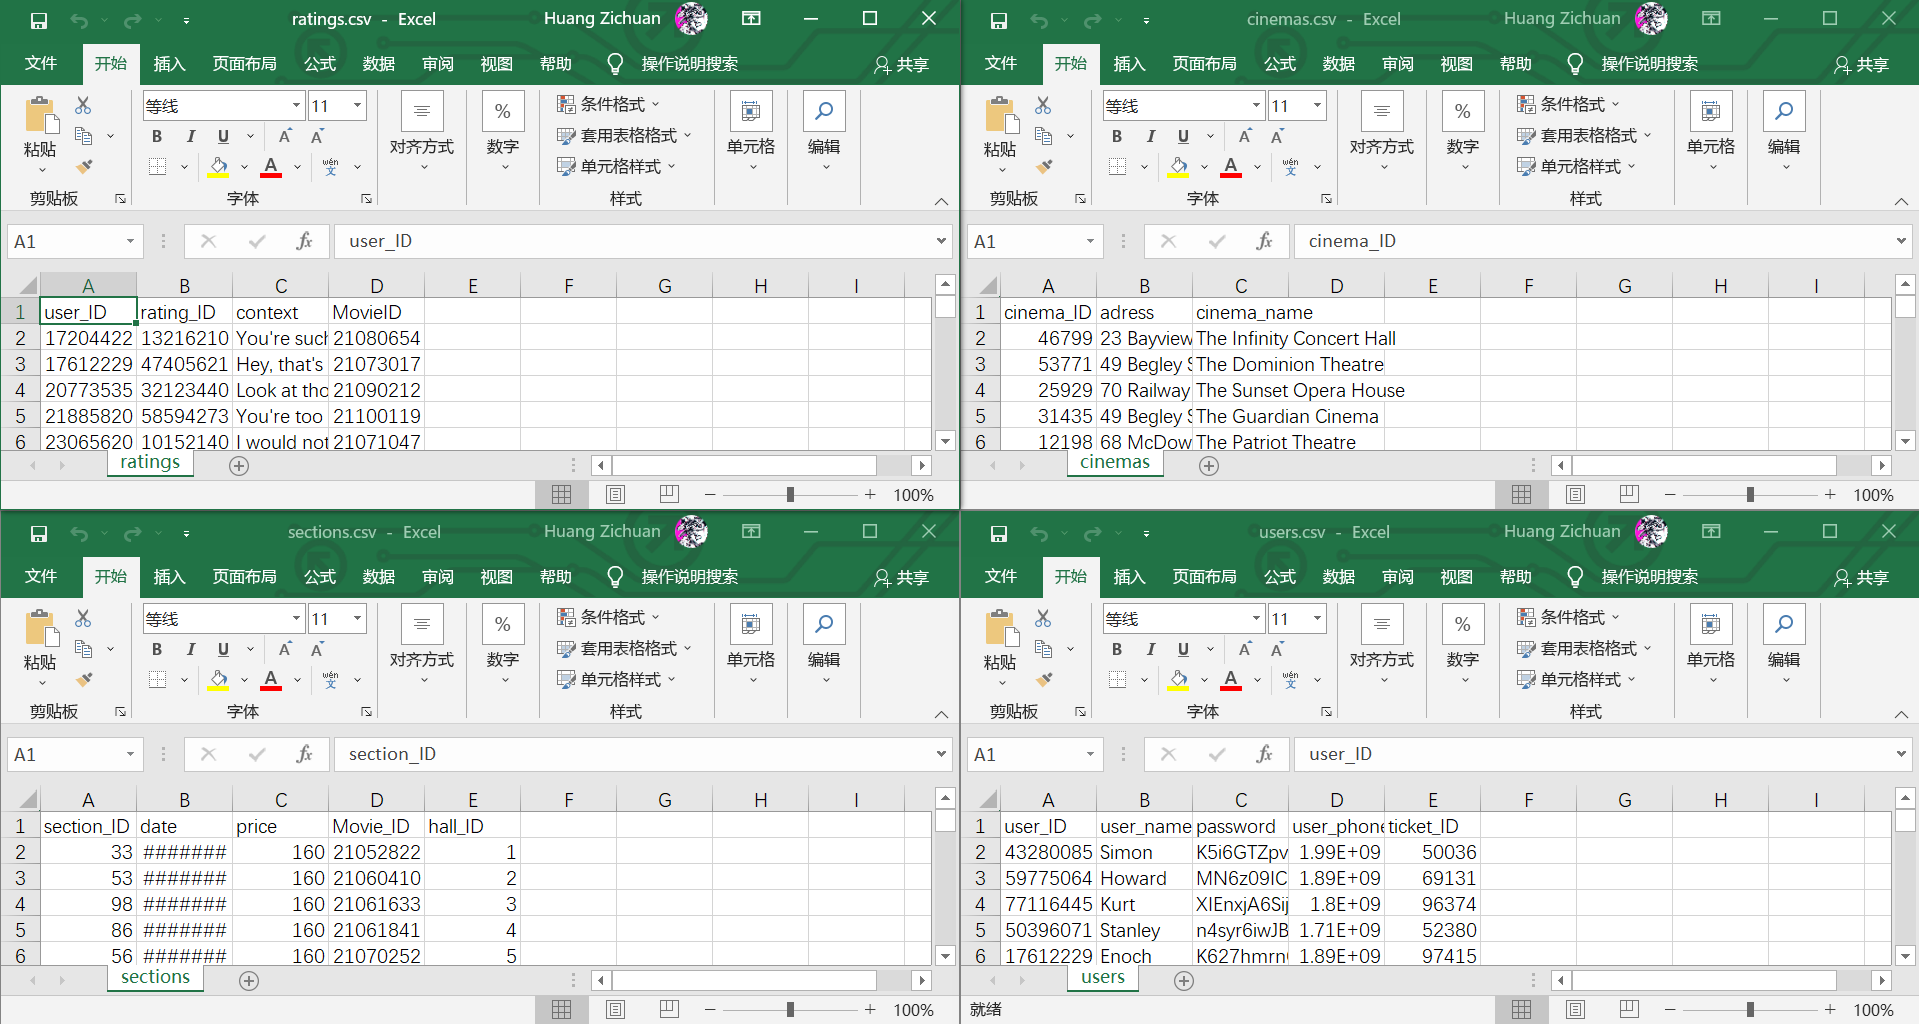 ratings.csv - Excel
Huang Zichuan
文件 开始 插入 页面布局 公式 数据 审阅 视图 帮助 操作说明搜索 共享
等线 11
条件格式
粘贴 B I U A A 对齐方式 % 数字 套用表格格式 单元格 编辑
A wén 文 单元格样式
剪贴板 字体 样式
A1 fx user_ID
A B C D E F G H I
1 user_ID rating_ID context MovieID
2 17204422 13216210 You're such 21080654
3 17612229 47405621 Hey, that's 21073017
4 20773535 32123440 Look at tho 21090212
5 21885820 58594273 You're too 21100119
6 23065620 10152140 I would not 21071047
ratings
100%
cinemas.csv - Excel
Huang Zichuan
文件 开始 插入 页面布局 公式 数据 审阅 视图 帮助 操作说明搜索 共享
等线 11
条件格式
粘贴 B I U A A 对齐方式 % 数字 套用表格格式 单元格 编辑
A wén 文 单元格样式
剪贴板 字体 样式
A1 fx cinema_ID
A B C D E F G H I
1 cinema_ID adress cinema_name
2 46799 23 Bayview The Infinity Concert Hall
3 53771 49 Begley S The Dominion Theatre
4 25929 70 Railway The Sunset Opera House
5 31435 49 Begley S The Guardian Cinema
6 12198 68 McDow The Patriot Theatre
cinemas
100%
sections.csv - Excel
Huang Zichuan
文件 开始 插入 页面布局 公式 数据 审阅 视图 帮助 操作说明搜索 共享
等线 11
条件格式
粘贴 B I U A A 对齐方式 % 数字 套用表格格式 单元格 编辑
A wén 文 单元格样式
剪贴板 字体 样式
A1 fx section_ID
A B C D E F G H I
1 section_ID date price Movie_ID hall_ID
2 33 ####### 160 21052822 1
3 53 ####### 160 21060410 2
4 98 ####### 160 21061633 3
5 86 ####### 160 21061841 4
6 56 ####### 160 21070252 5
sections
100%
users.csv - Excel
Huang Zichuan
文件 开始 插入 页面布局 公式 数据 审阅 视图 帮助 操作说明搜索 共享
等线 11
条件格式
粘贴 B I U A A 对齐方式 % 数字 套用表格格式 单元格 编辑
A wén 文 单元格样式
剪贴板 字体 样式
A1 fx user_ID
A B C D E F G H I
1 user_ID user_name password user_phone ticket_ID
2 43280085 Simon K5i6GTZpv 1.99E+09 50036
3 59775064 Howard MN6z09IC 1.89E+09 69131
4 77116445 Kurt XIEnxjA6Sij 1.8E+09 96374
5 50396071 Stanley n4syr6iwJB 1.71E+09 52380
6 17612229 Enoch K627hmrn 1.89E+09 97415
users
就绪 100%